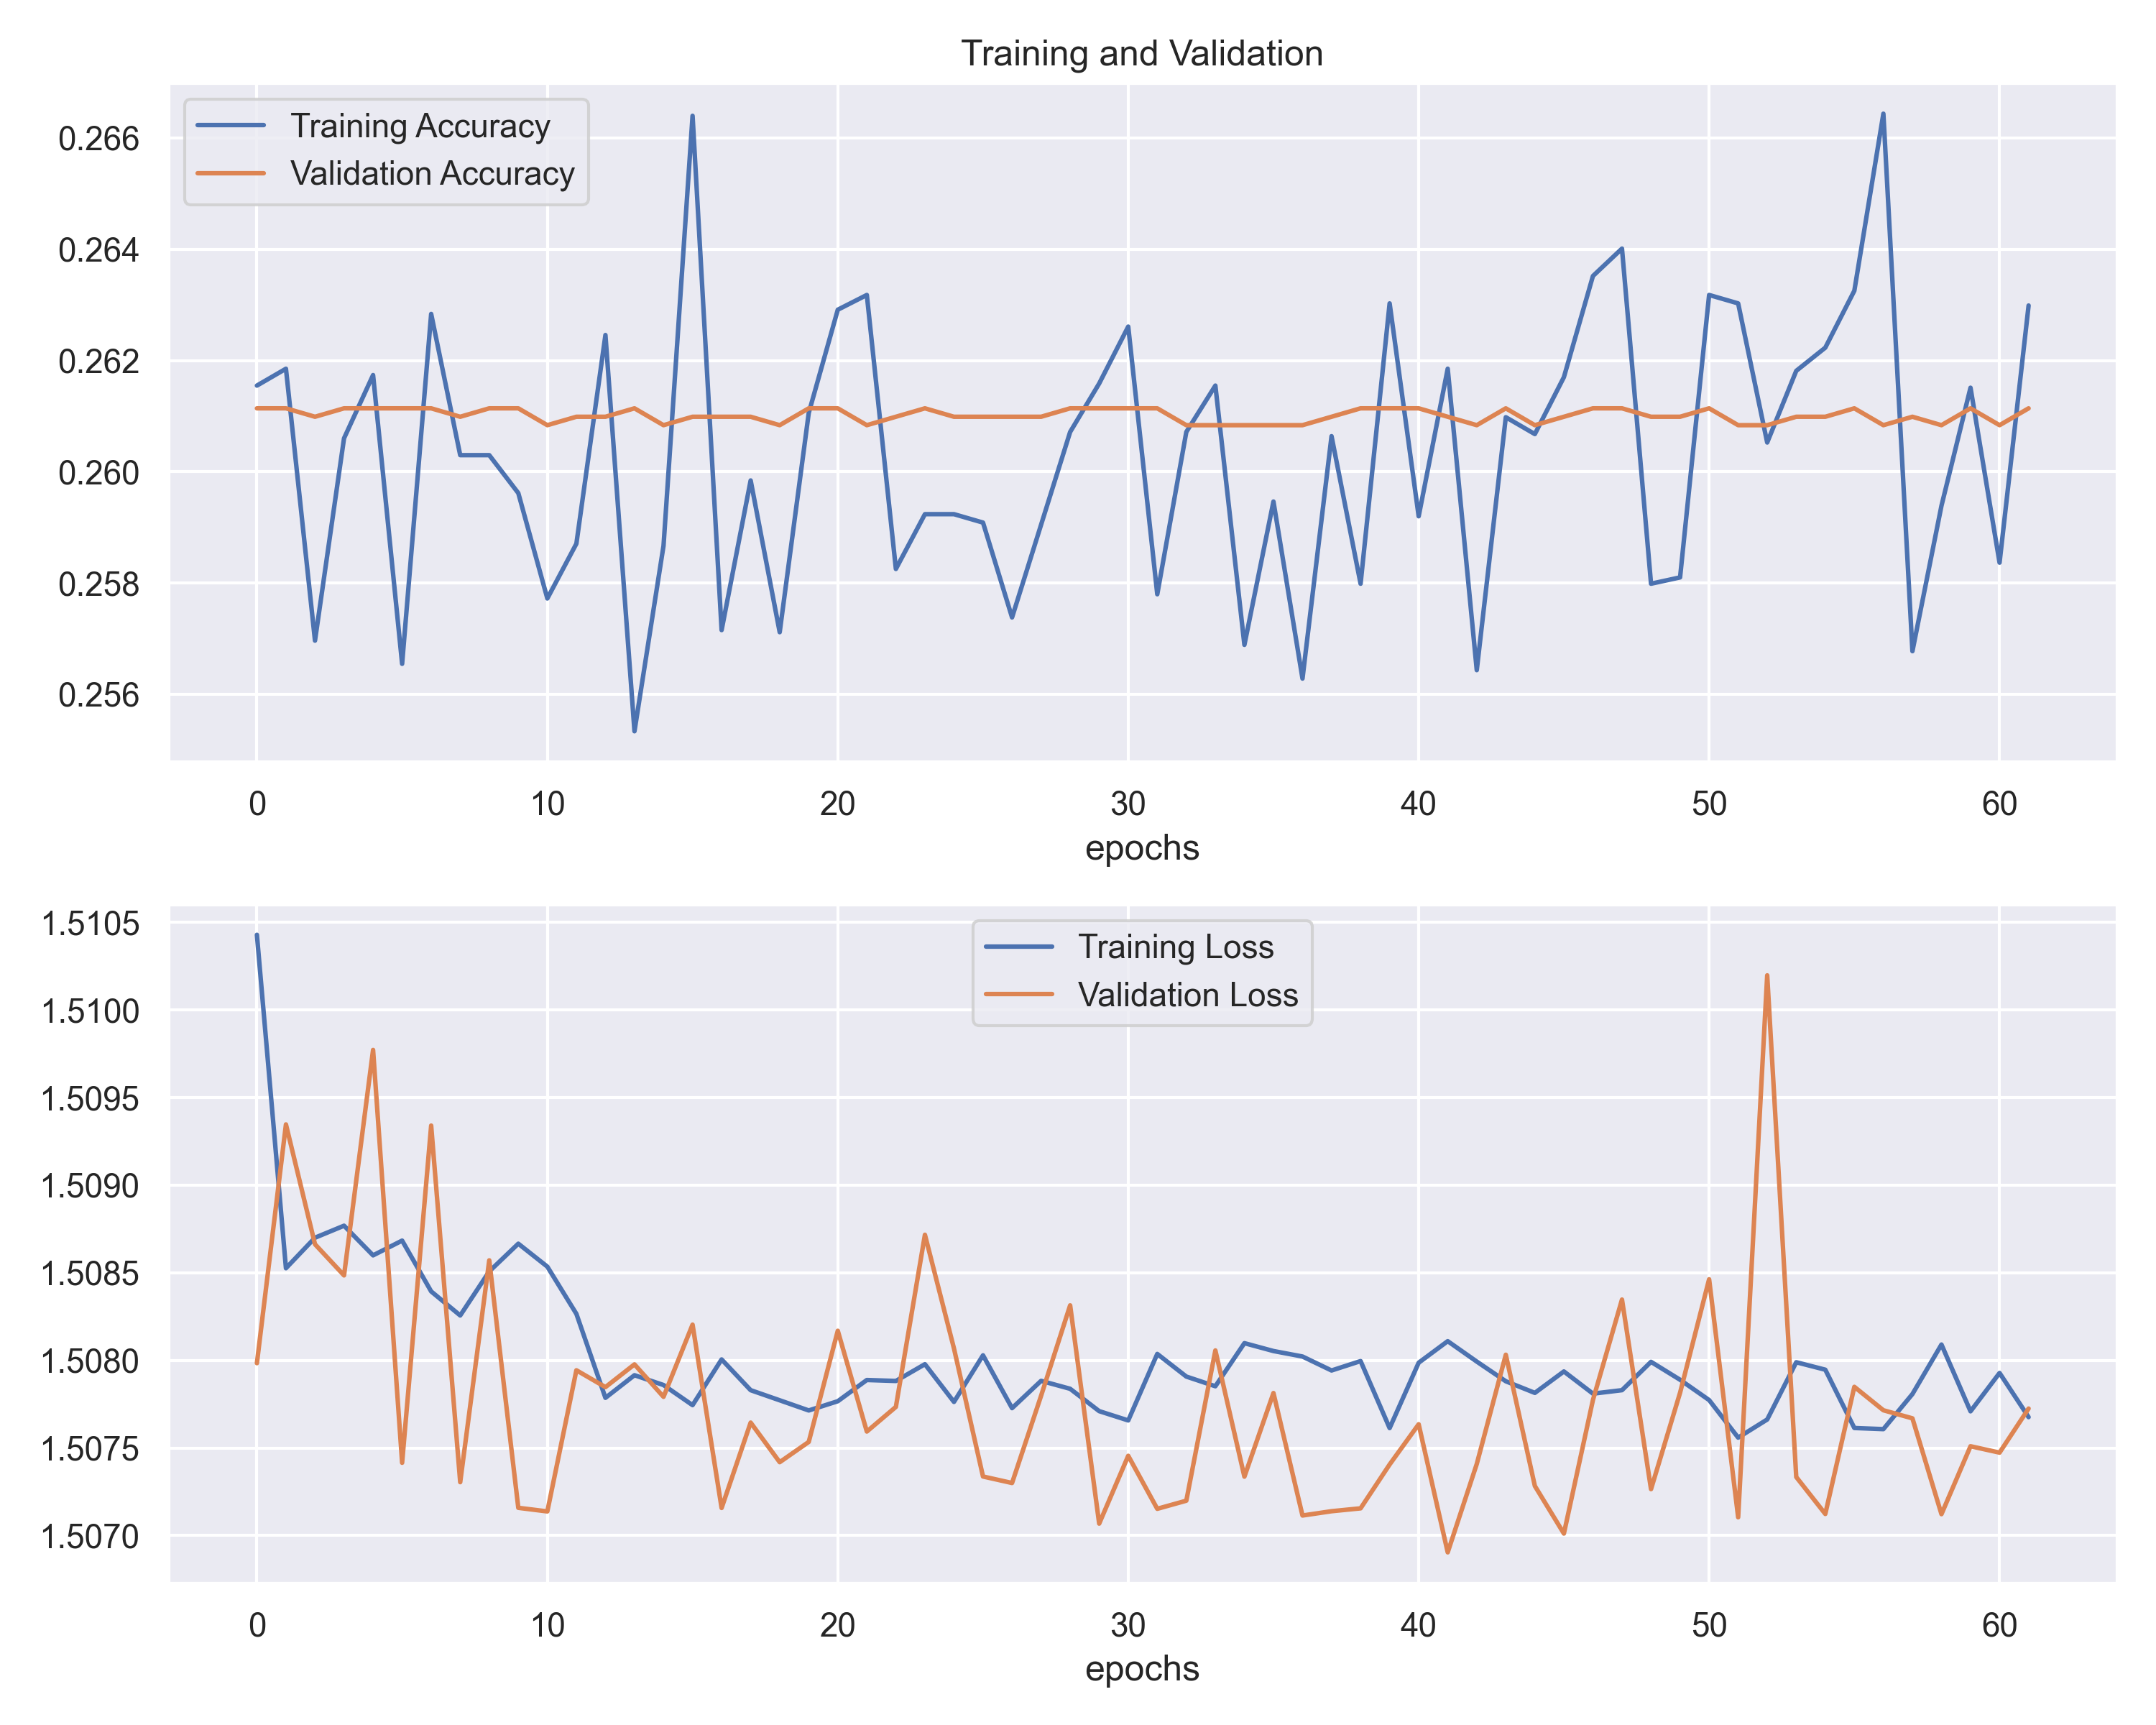 Training and Validation
Training Accuracy
Validation Accuracy
0.266
0.264
0.262
0.260
0.258
0.256
0 10 20 30 40 50 60
epochs
Training Loss
Validation Loss
1.5105
1.5100
1.5095
1.5090
1.5085
1.5080
1.5075
1.5070
0 10 20 30 40 50 60
epochs